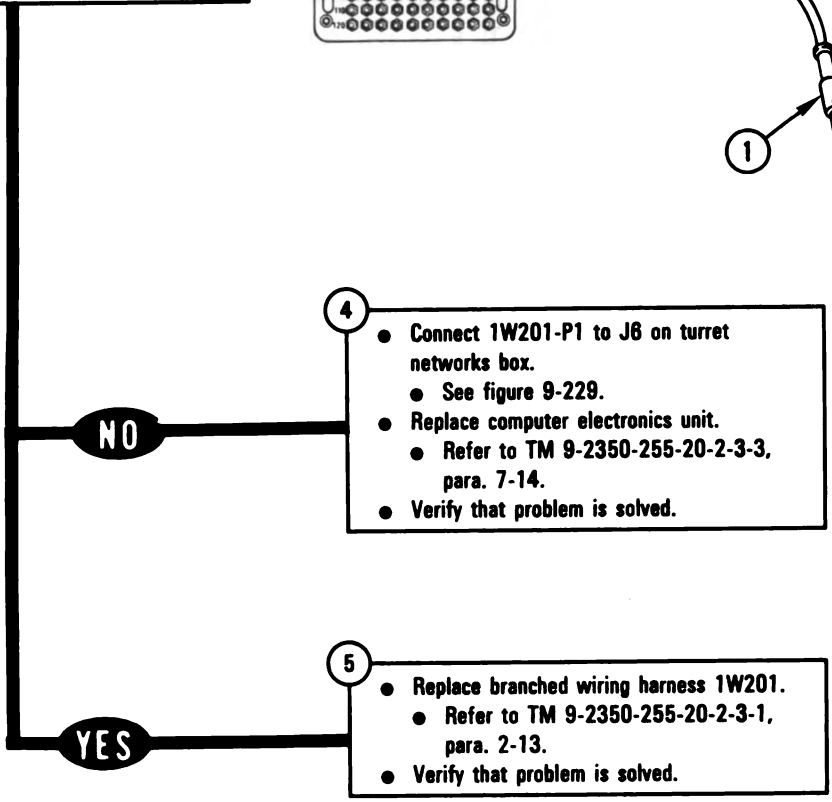 110
120
1
4
● Connect 1W201-P1 to J6 on turret
networks box.
● See figure 9-229.
● Replace computer electronics unit.
● Refer to TM 9-2350-255-20-2-3-3,
para. 7-14.
● Verify that problem is solved.
NO
5
● Replace branched wiring harness 1W201.
● Refer to TM 9-2350-255-20-2-3-1,
para. 2-13.
● Verify that problem is solved.
YES